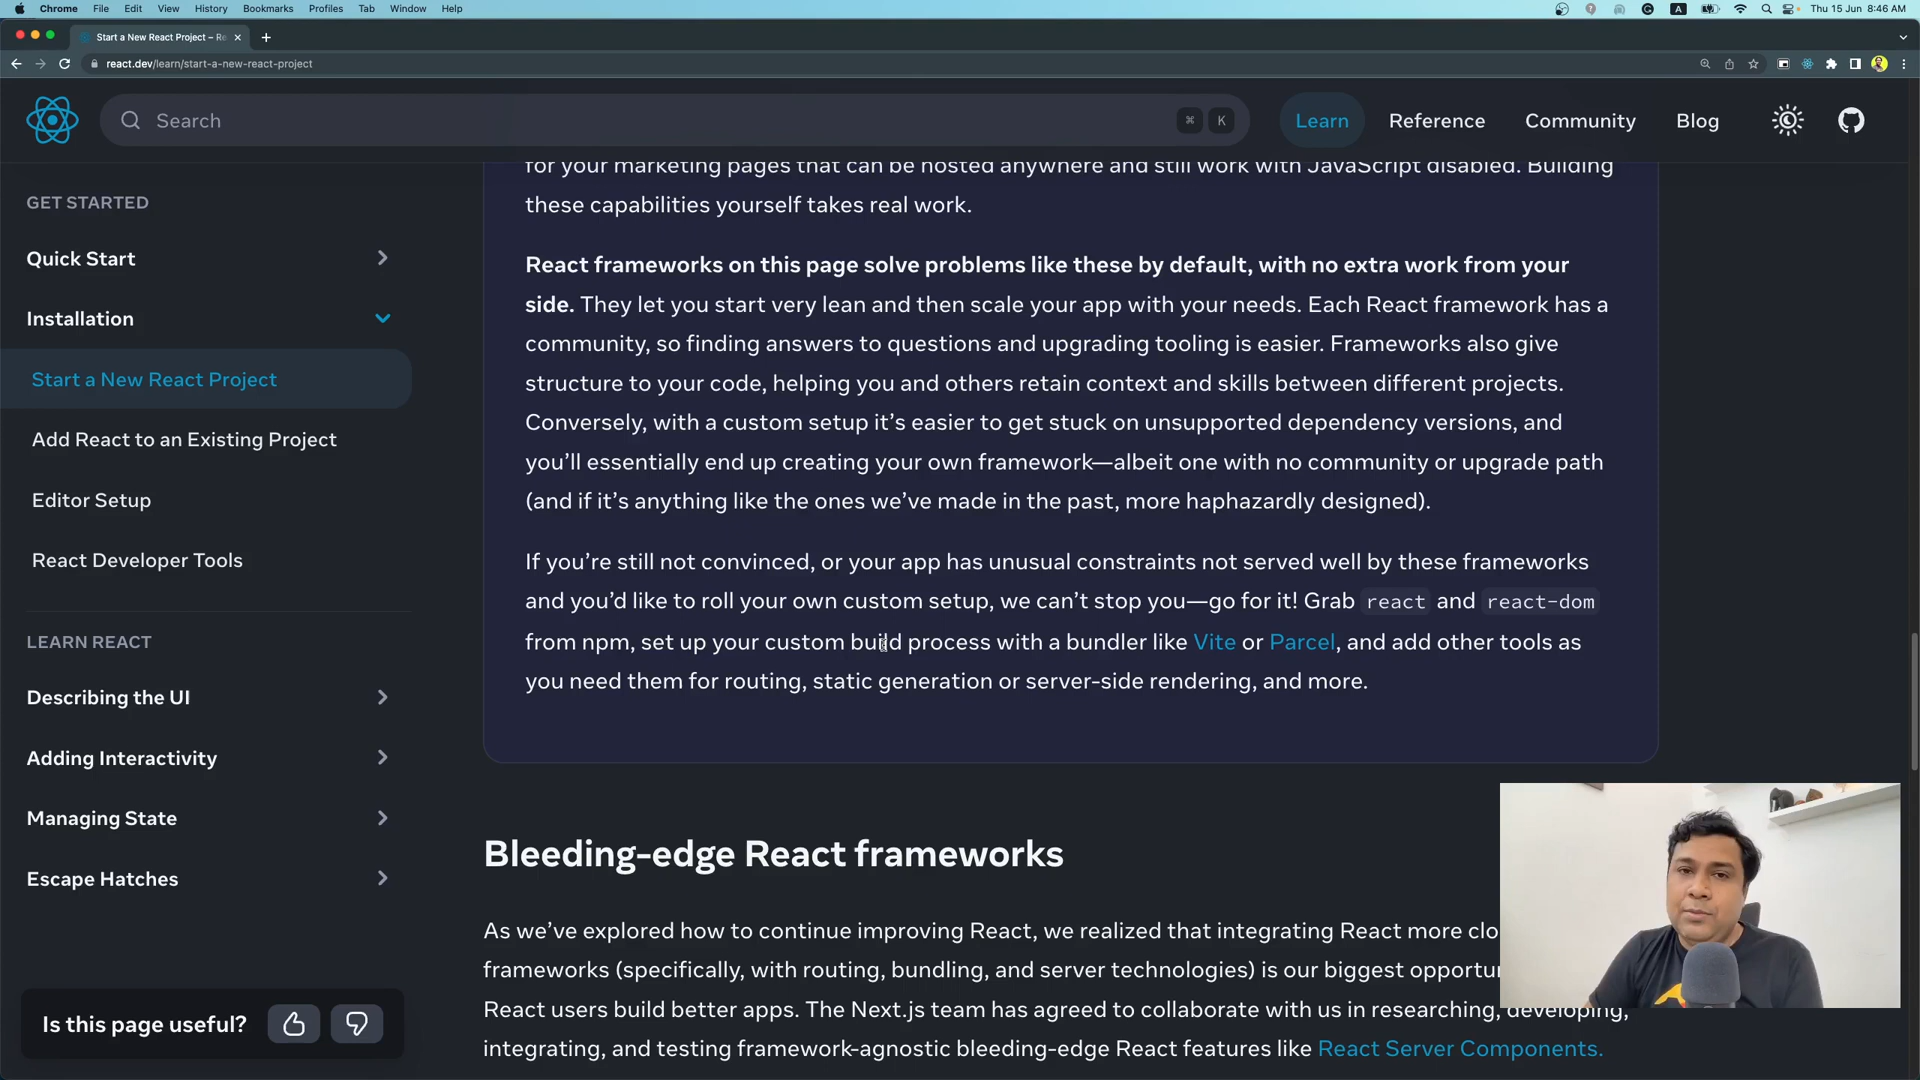 Chrome File Edit View History Bookmarks Profiles Tab Window Help
A
Thu 15 Jun 8:46 AM
Start a New React Project – Re
react.dev/learn/start-a-new-react-project
Search
⌘ K
Learn
Reference
Community
Blog
GET STARTED
Quick Start
Installation
Start a New React Project
Add React to an Existing Project
Editor Setup
React Developer Tools
LEARN REACT
Describing the UI
Adding Interactivity
Managing State
Escape Hatches
Is this page useful?
for your marketing pages that can be hosted anywhere and still work with JavaScript disabled. Building
these capabilities yourself takes real work.
React frameworks on this page solve problems like these by default, with no extra work from your
side. They let you start very lean and then scale your app with your needs. Each React framework has a
community, so finding answers to questions and upgrading tooling is easier. Frameworks also give
structure to your code, helping you and others retain context and skills between different projects.
Conversely, with a custom setup it’s easier to get stuck on unsupported dependency versions, and
you’ll essentially end up creating your own framework—albeit one with no community or upgrade path
(and if it’s anything like the ones we’ve made in the past, more haphazardly designed).
If you’re still not convinced, or your app has unusual constraints not served well by these frameworks
and you’d like to roll your own custom setup, we can’t stop you—go for it! Grab react and react-dom
from npm, set up your custom build process with a bundler like Vite or Parcel, and add other tools as
you need them for routing, static generation or server-side rendering, and more.
Bleeding-edge React frameworks
As we’ve explored how to continue improving React, we realized that integrating React more clo
frameworks (specifically, with routing, bundling, and server technologies) is our biggest opportun
React users build better apps. The Next.js team has agreed to collaborate with us in researching, developing,
integrating, and testing framework-agnostic bleeding-edge React features like React Server Components.